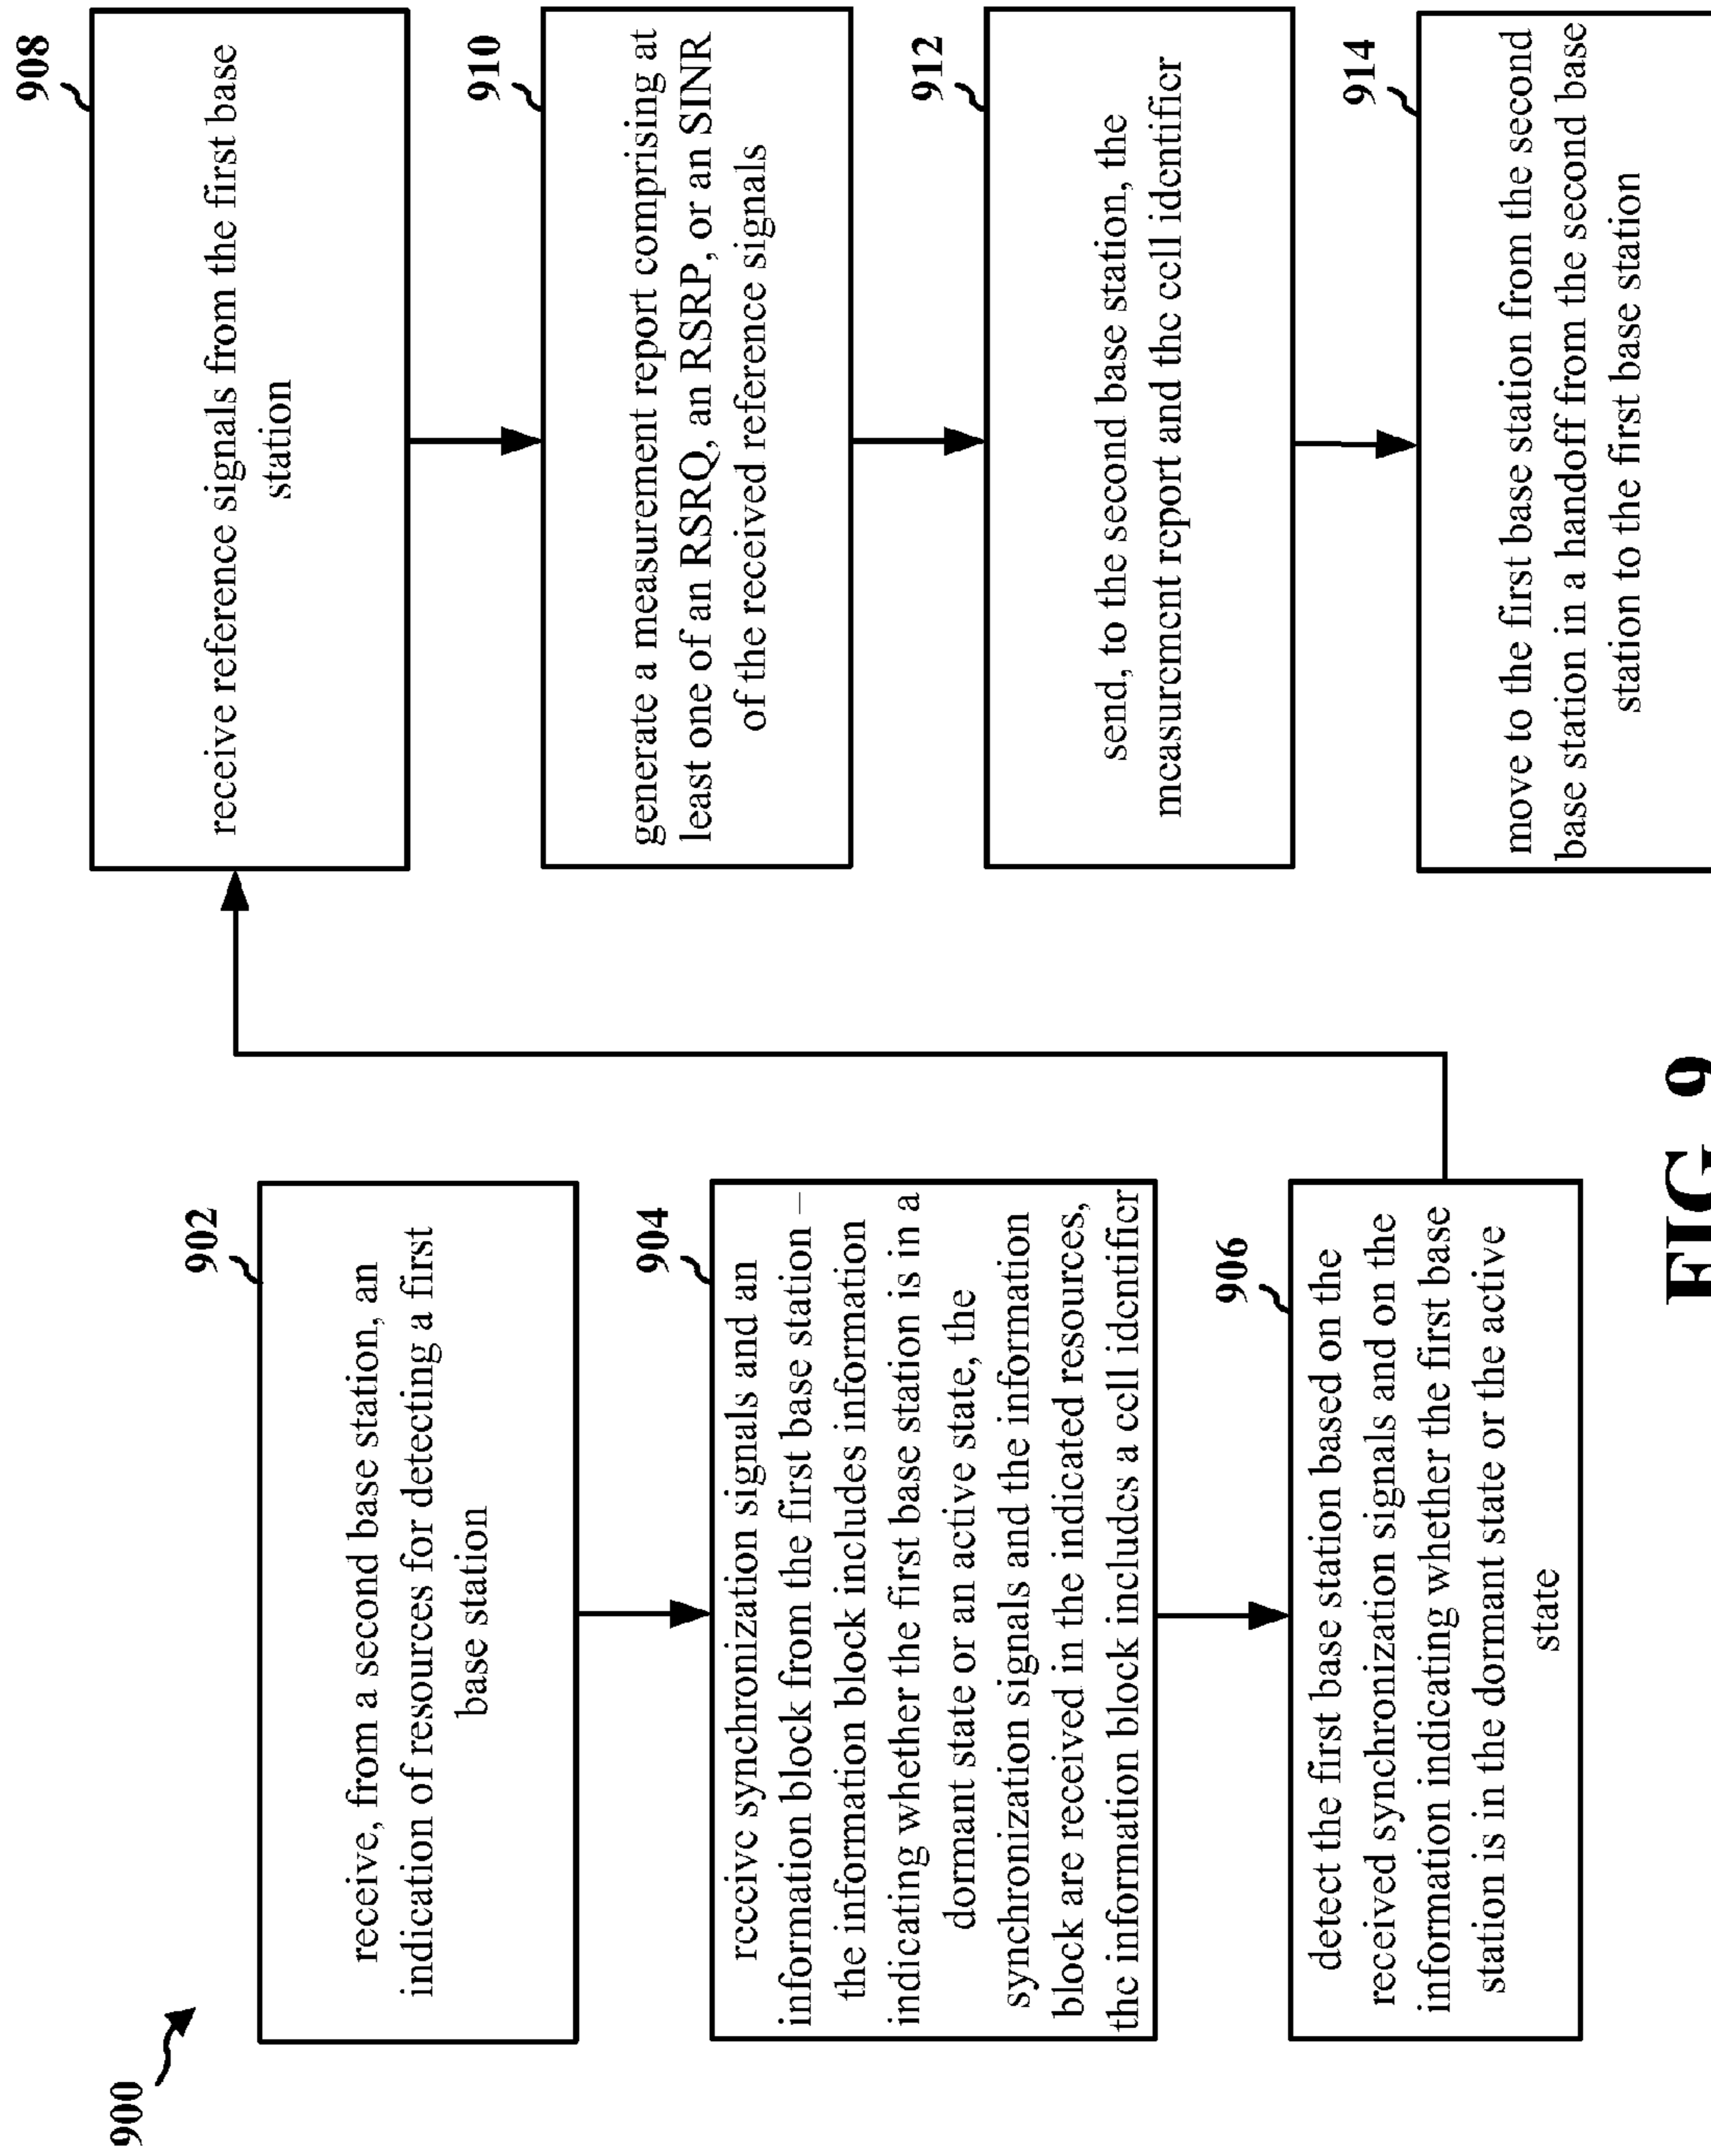 900
902
receive, from a second base station, an
indication of resources for detecting a first
base station
904
receive synchronization signals and an
information block from the first base station –
the information block includes information
indicating whether the first base station is in a
dormant state or an active state, the
synchronization signals and the information
block are received in the indicated resources,
the information block includes a cell identifier
906
detect the first base station based on the
received synchronization signals and on the
information indicating whether the first base
station is in the dormant state or the active
state
908
receive reference signals from the first base
station
910
generate a measurement report comprising at
least one of an RSRQ, an RSRP, or an SINR
of the received reference signals
912
send, to the second base station, the
measurement report and the cell identifier
914
move to the first base station from the second
base station in a handoff from the second base
station to the first base station
FIG. 9